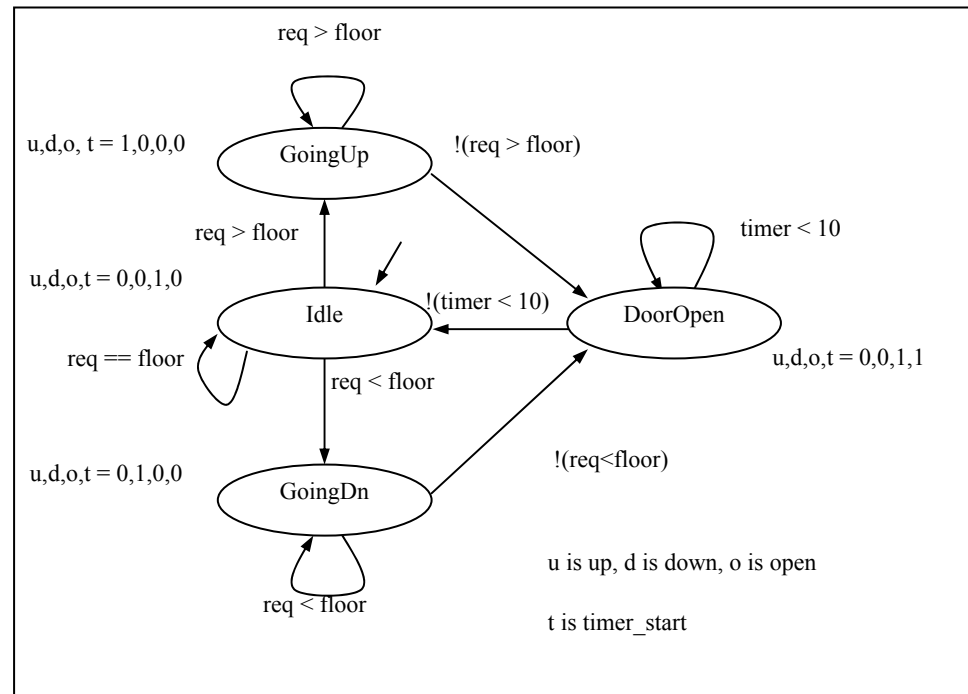 req > floor
u,d,o, t = 1,0,0,0
GoingUp
!(req > floor)
req > floor
timer < 10
u,d,o,t = 0,0,1,0
Idle
!(timer < 10)
DoorOpen
req == floor
u,d,o,t = 0,0,1,1
req < floor
u,d,o,t = 0,1,0,0
GoingDn
!(req<floor)
req < floor
u is up, d is down, o is open
t is timer_start